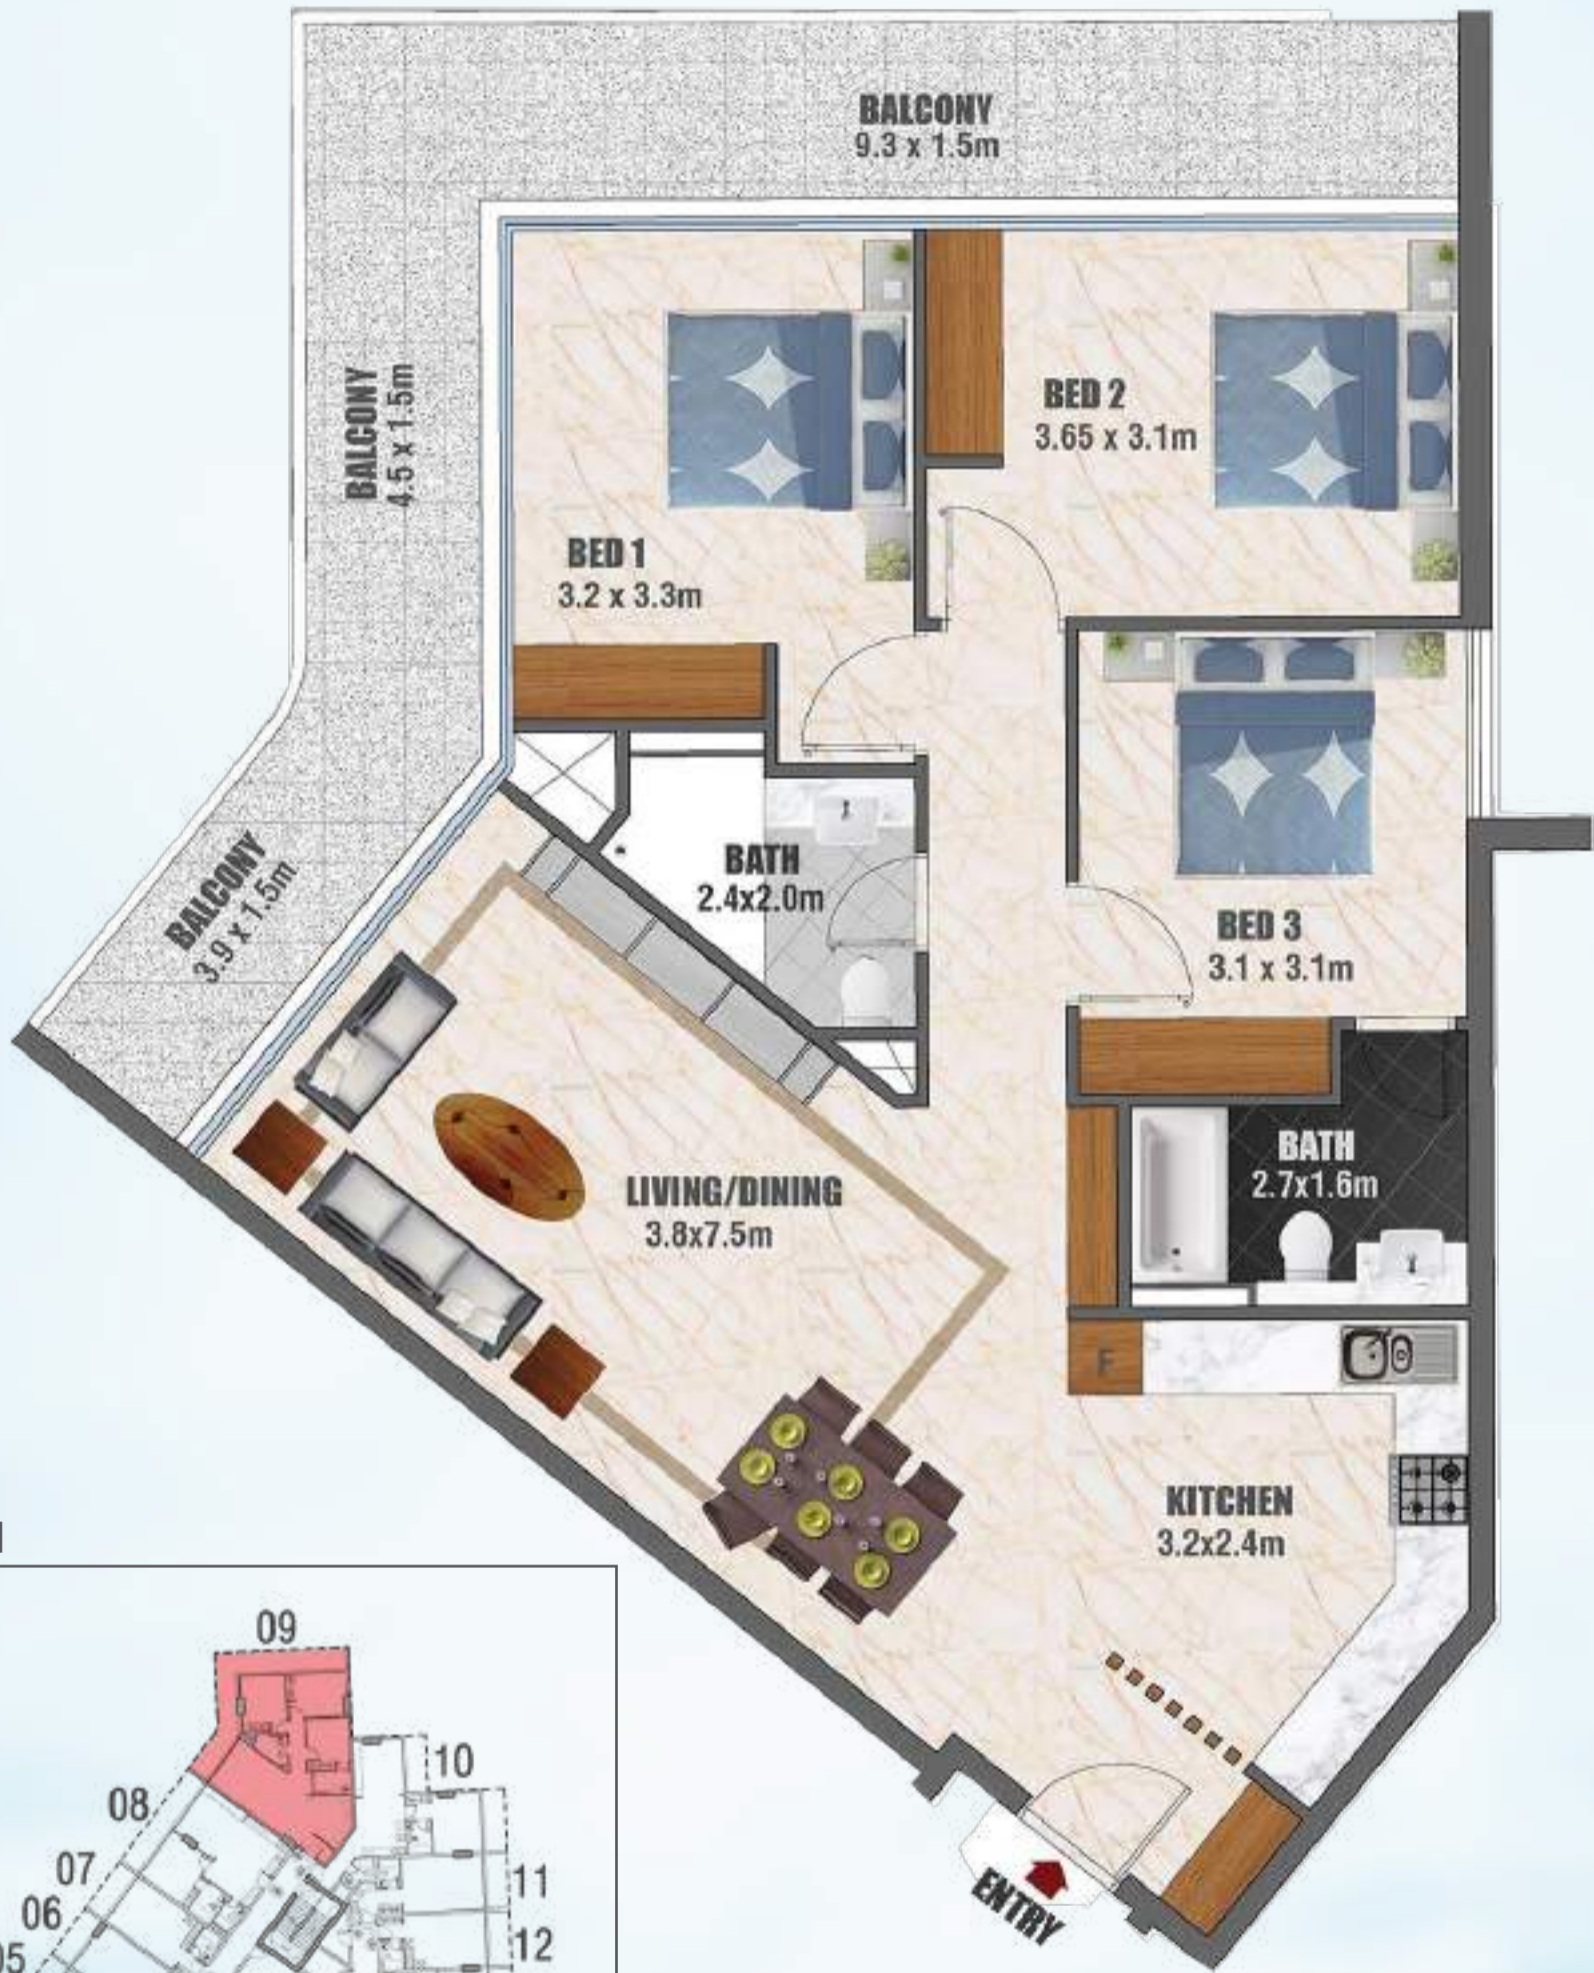 BALCONY
9.3 x 1.5m
BALCONY
4.5 x 1.5m
BED 2
3.65 x 3.1m
BED 1
3.2 x 3.3m
BALCONY
3.9 x 1.5m
BATH
2.4x2.0m
BED 3
3.1 x 3.1m
BATH
2.7x1.6m
LIVING/DINING
3.8x7.5m
F
KITCHEN
3.2x2.4m
ENTRY
09
10
08
07
11
06
12